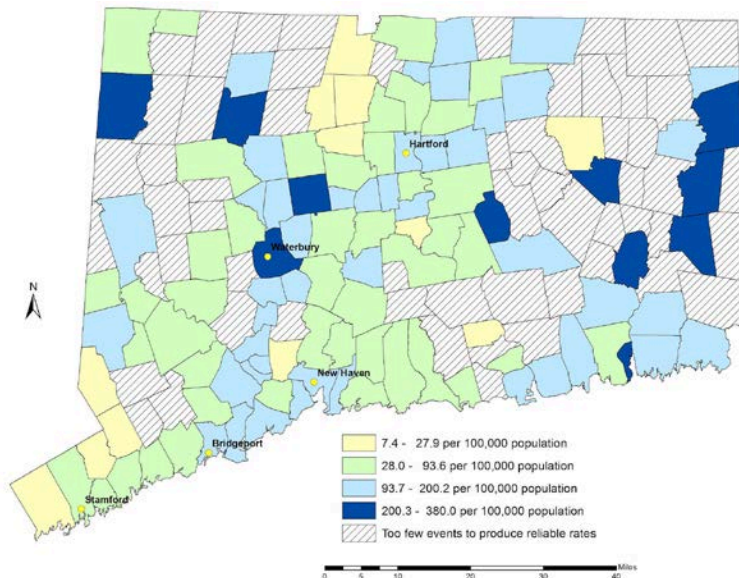 Hartford
Waterbury
N
New Haven
Bridgeport
Stamford
7.4 - 27.9 per 100,000 population
28.0 - 93.6 per 100,000 population
93.7 - 200.2 per 100,000 population
200.3 - 380.0 per 100,000 population
Too few events to produce reliable rates
Miles
0 5 10 20 30 40